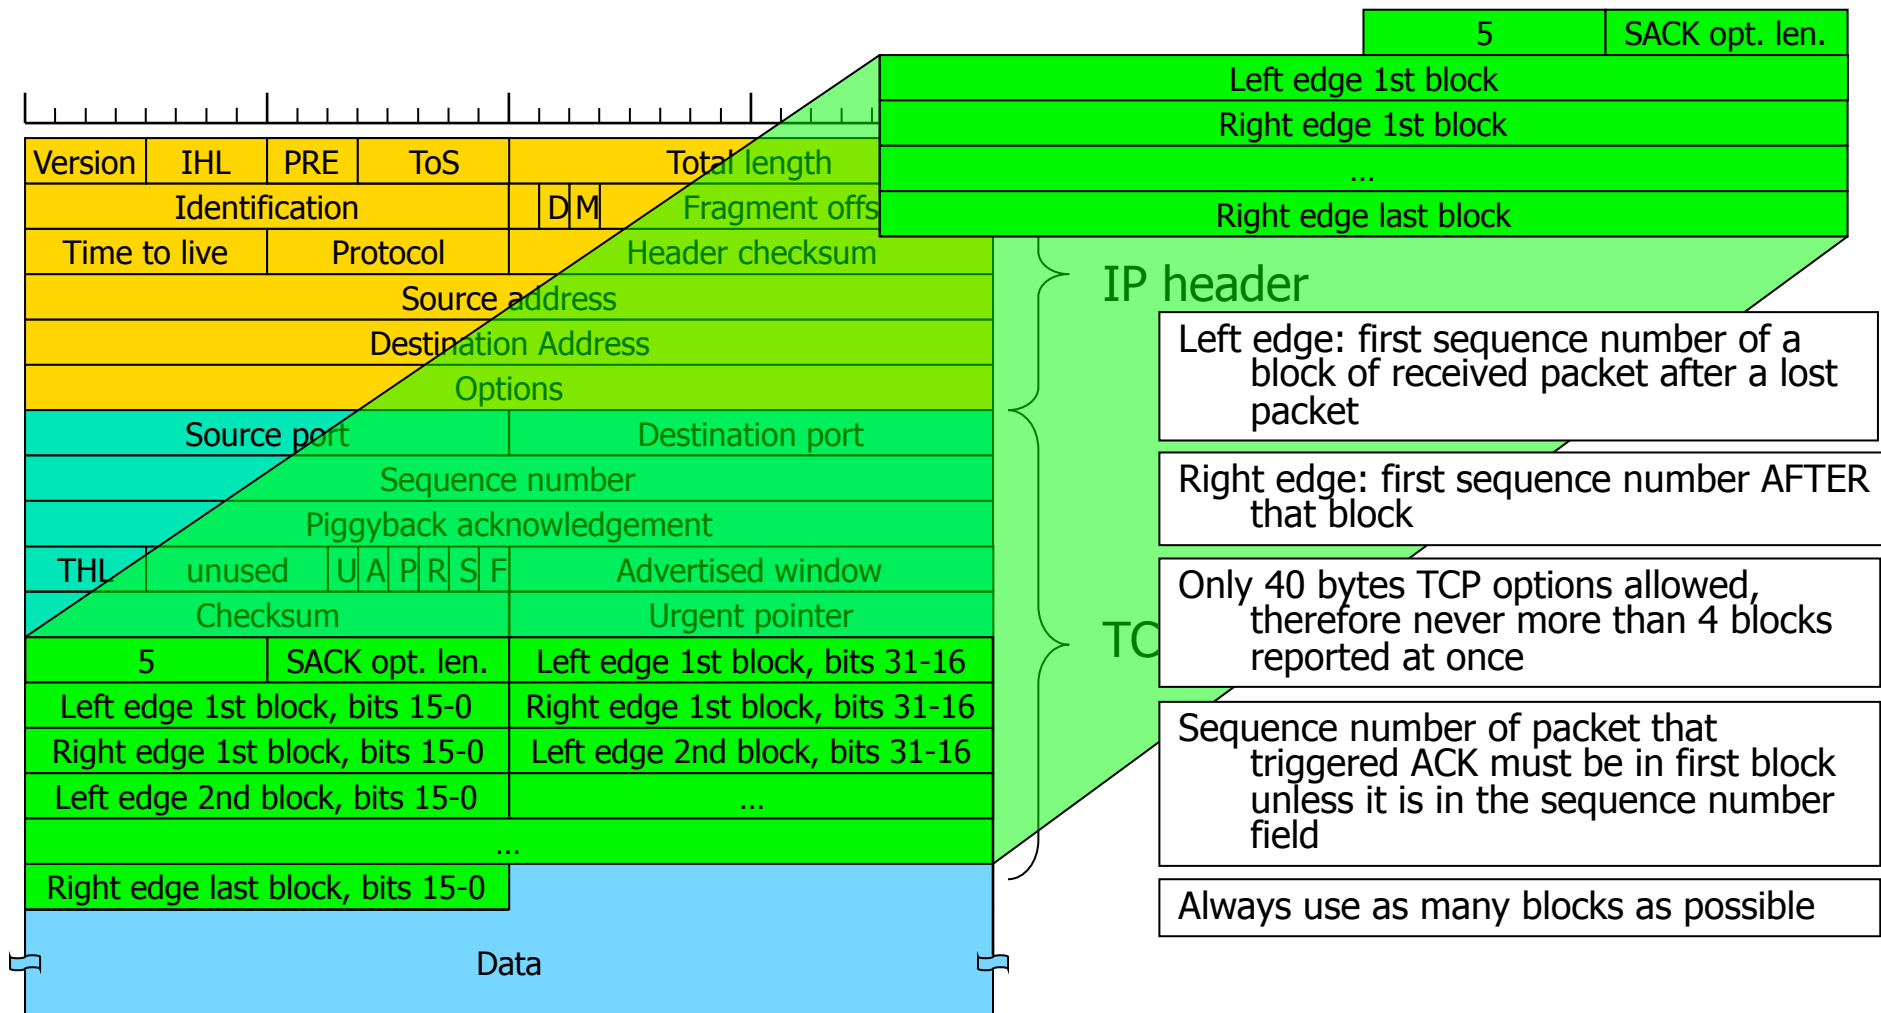 5 SACK opt. len.
Left edge 1st block
Right edge 1st block
…
Right edge last block
Version IHL PRE ToS Total length
Identification D M Fragment offs
Time to live Protocol Header checksum
Source address
Destination Address
Options
Source port Destination port
Sequence number
Piggyback acknowledgement
THL unused U A P R S F Advertised window
Checksum Urgent pointer
5 SACK opt. len. Left edge 1st block, bits 31-16
Left edge 1st block, bits 15-0 Right edge 1st block, bits 31-16
Right edge 1st block, bits 15-0 Left edge 2nd block, bits 31-16
Left edge 2nd block, bits 15-0 …
…
Right edge last block, bits 15-0
Data
IP header
TC
Left edge: first sequence number of a
block of received packet after a lost
packet
Right edge: first sequence number AFTER
that block
Only 40 bytes TCP options allowed,
therefore never more than 4 blocks
reported at once
Sequence number of packet that
triggered ACK must be in first block
unless it is in the sequence number
field
Always use as many blocks as possible